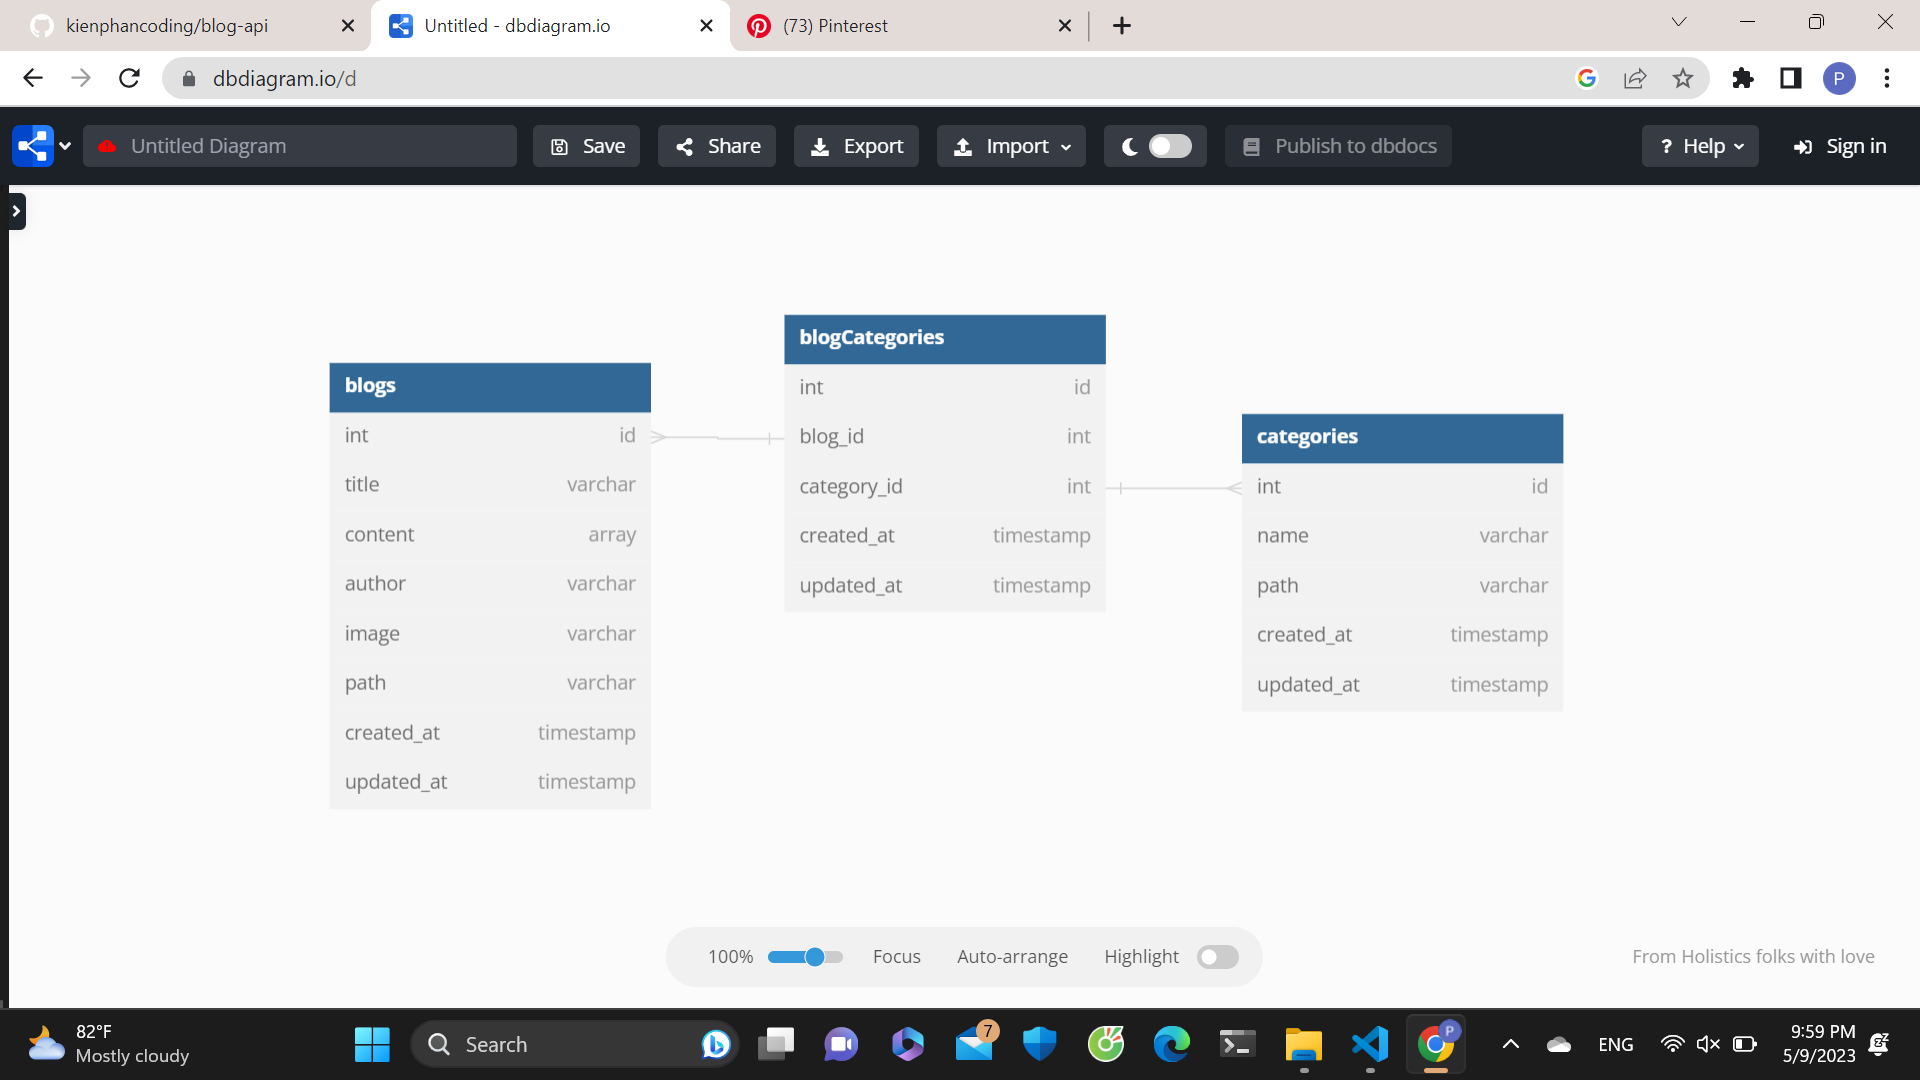 kienphancoding/blog-api
Untitled - dbdiagram.io
(73) Pinterest
dbdiagram.io/d
P
Untitled Diagram
Save
Share
Export
Import
Publish to dbdocs
? Help
Sign in
blogs
int id
title varchar
content array
author varchar
image varchar
path varchar
created_at timestamp
updated_at timestamp
blogCategories
int id
blog_id int
category_id int
created_at timestamp
updated_at timestamp
categories
int id
name varchar
path varchar
created_at timestamp
updated_at timestamp
100%
Focus
Auto-arrange
Highlight
From Holistics folks with love
82°F
Mostly cloudy
Search
7
P
ENG
9:59 PM
5/9/2023